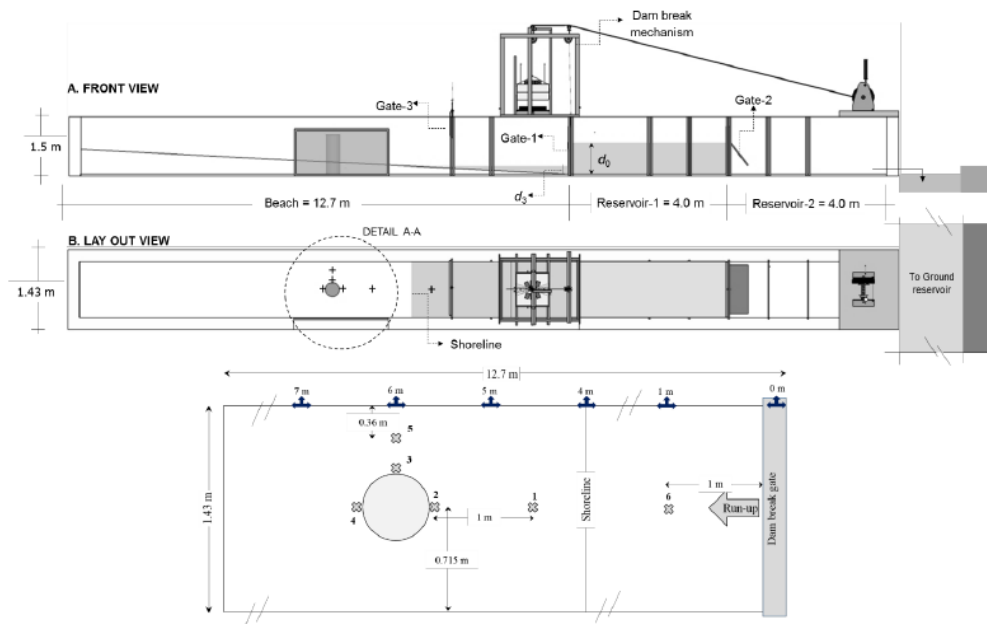 Dam break
mechanism
A. FRONT VIEW
Gate-3
Gate-2
Gate-1
1.5 m
d0
d3
Beach = 12.7 m
Reservoir-1 = 4.0 m
Reservoir-2 = 4.0 m
B. LAY OUT VIEW
DETAIL A-A
1.43 m
To Ground
reservoir
Shoreline
12.7 m
7 m
6 m
5 m
4 m
1 m
0 m
0.36 m
5
3
1.43 m
4
2
1
1 m
Shoreline
1 m
6
Run-up
Dam break gate
0.715 m